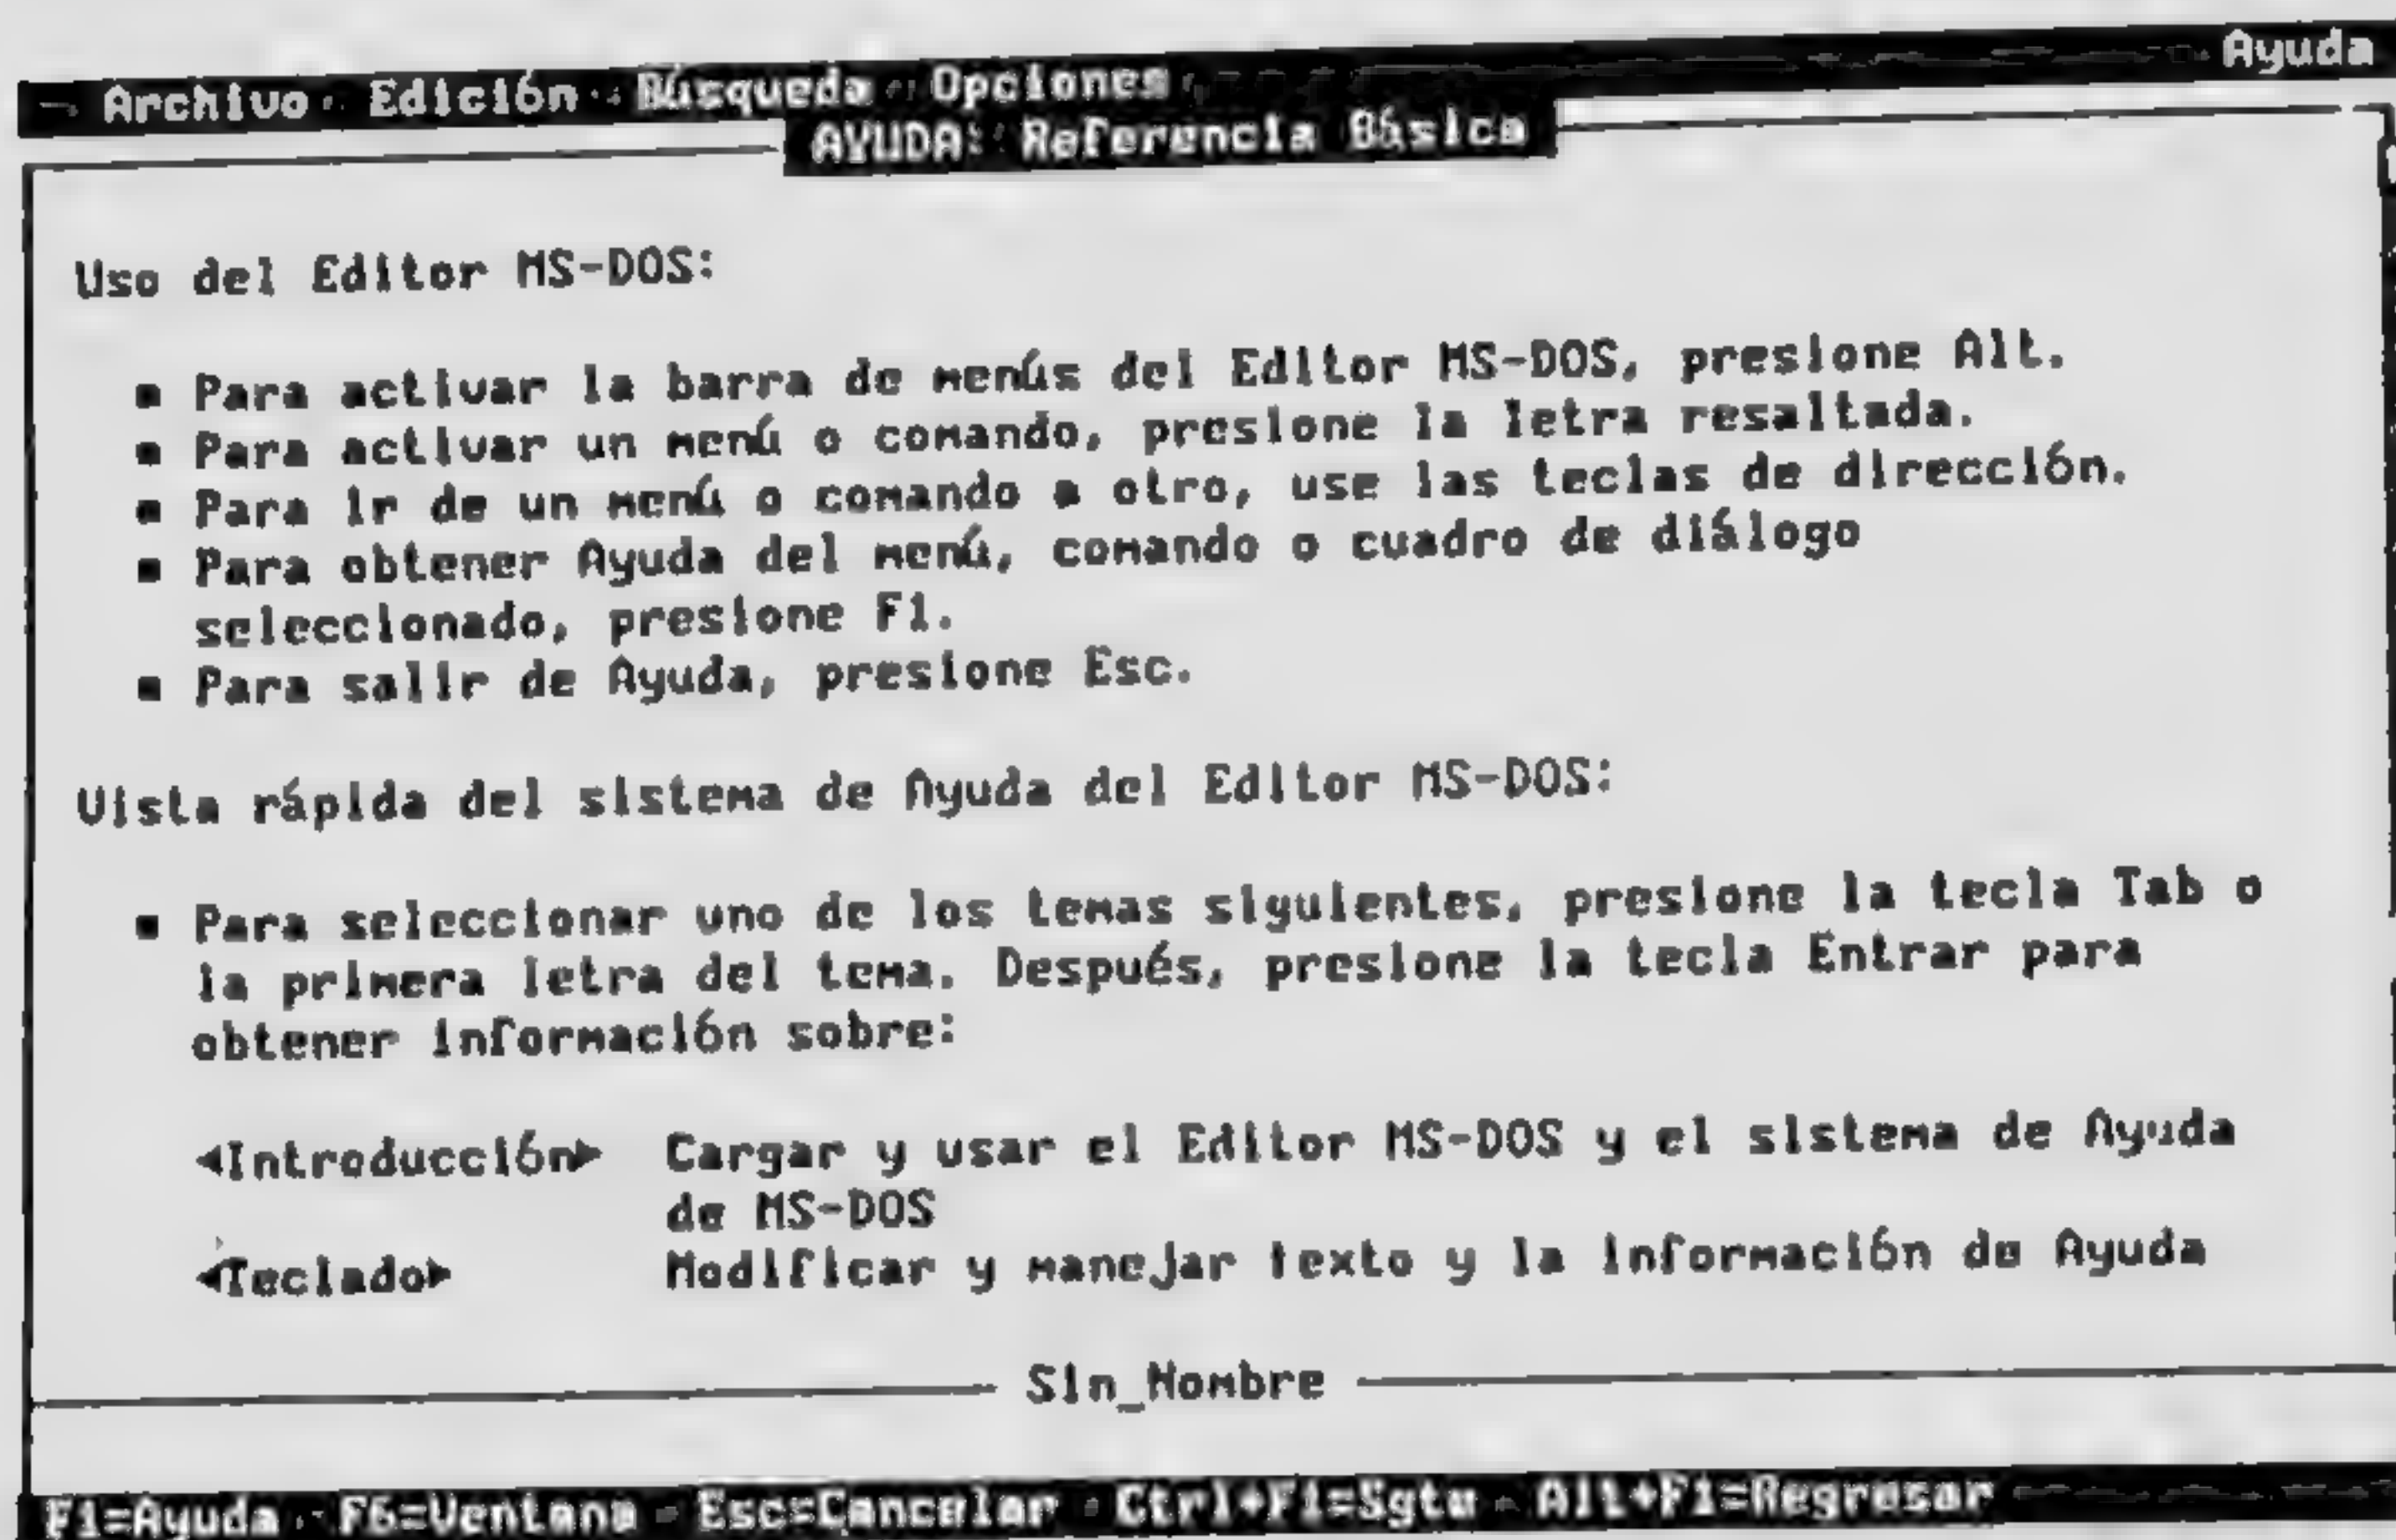 Archivo Edición Búsqueda Opciones Ayuda
AYUDA: Referencia Básica
Uso del Editor MS-DOS:
▪ Para activar la barra de menús del Editor MS-DOS, presione Alt.
▪ Para activar un menú o comando, presione la letra resaltada.
▪ Para ir de un menú o comando a otro, use las teclas de dirección.
▪ Para obtener Ayuda del menú, comando o cuadro de diálogo
seleccionado, presione F1.
▪ Para salir de Ayuda, presione Esc.
Vista rápida del sistema de Ayuda del Editor MS-DOS:
▪ Para seleccionar uno de los temas siguientes, presione la tecla Tab o
la primera letra del tema. Después, presione la tecla Entrar para
obtener información sobre:
◄Introducción► Cargar y usar el Editor MS-DOS y el sistema de Ayuda
de MS-DOS
◄Teclado► Modificar y manejar texto y la información de Ayuda
Sin_Nombre
F1=Ayuda F6=Ventana Esc=Cancelar Ctrl+F1=Sgte Alt+F1=Regresar